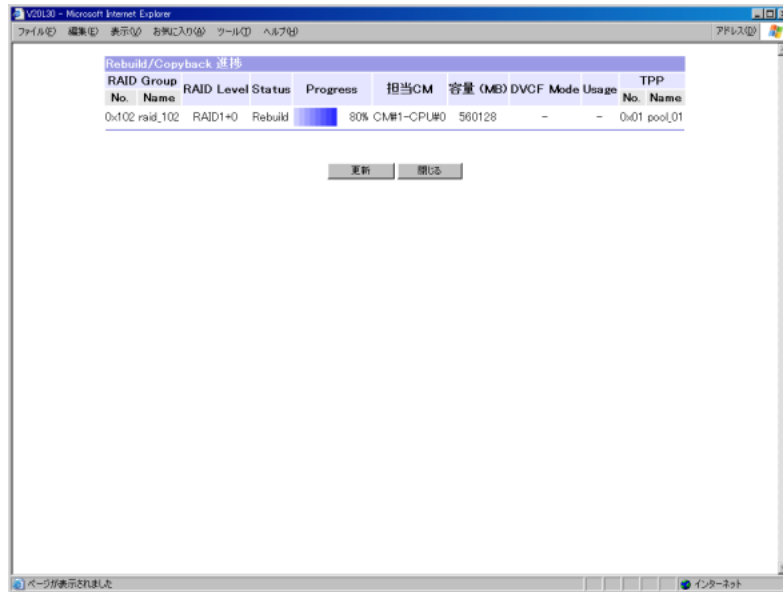 V20L30 - Microsoft Internet Explorer
ファイル(F) 編集(E) 表示(V) お気に入り(A) ツール(T) ヘルプ(H) アドレス(D)
Rebuild/Copyback 進捗
RAID Group RAID Level Status Progress 担当CM 容量 (MB) DVCF Mode Usage TPP
No. Name No. Name
0x102 raid_102 RAID1+0 Rebuild 80% CM#1-CPU#0 560128 - - 0x01 pool_01
更新 閉じる
ページが表示されました インターネット